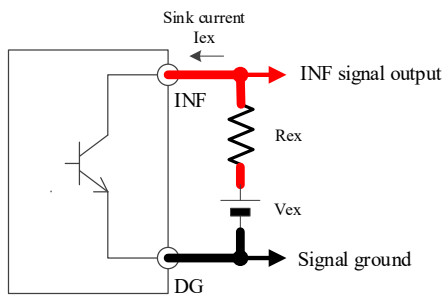 Sink current
Iex
INF signal output
INF
Rex
Vex
Signal ground
DG